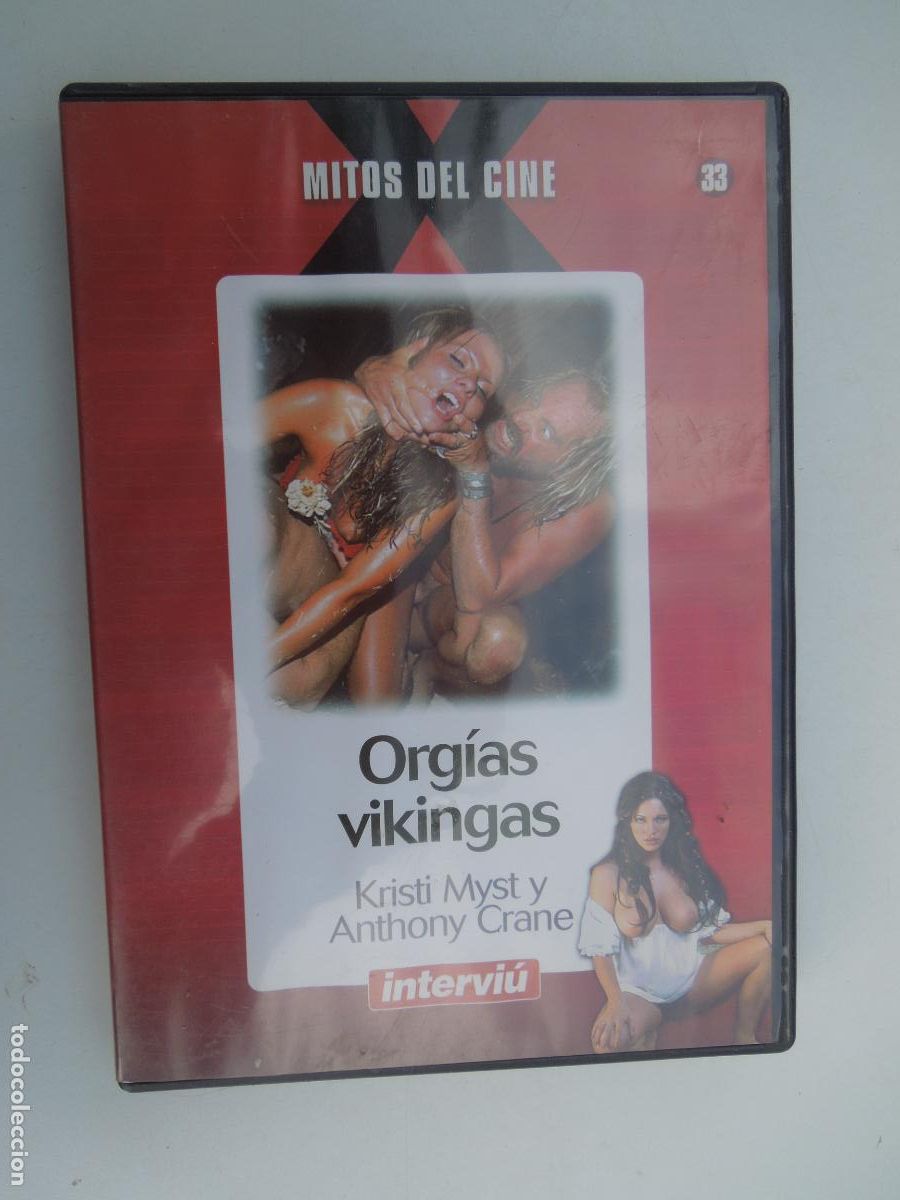 X
MITOS DEL CINE
33
Orgías
vikingas
Kristi Myst y
Anthony Crane
interviú
todocoleccion